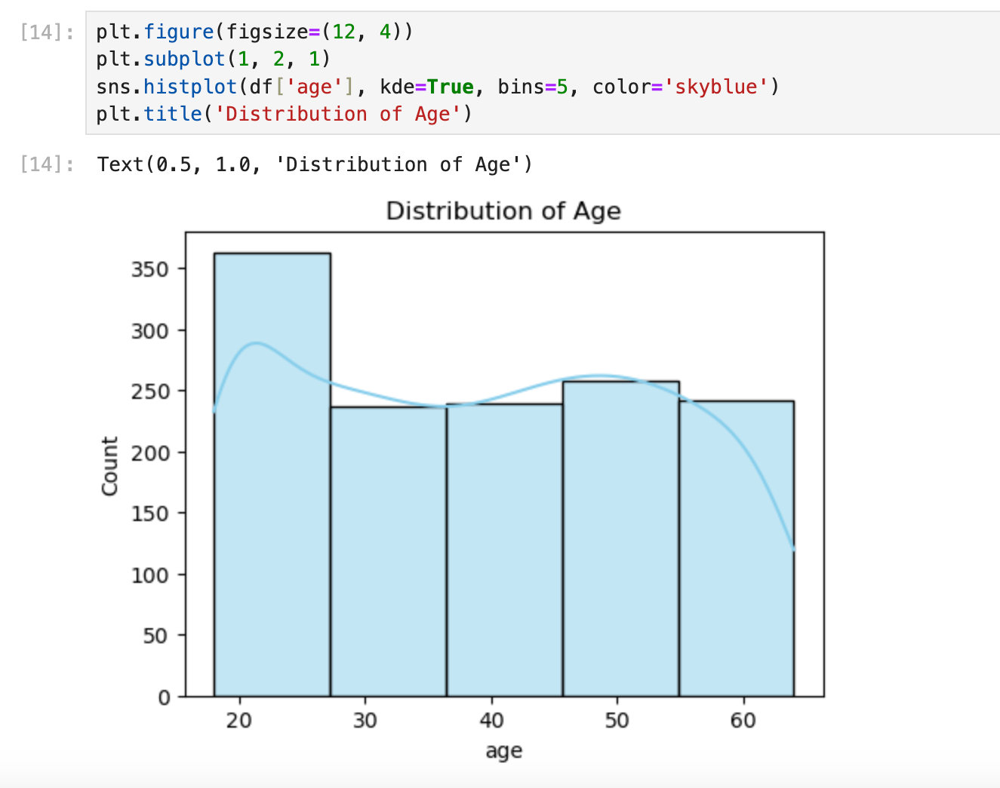 [14]: plt.figure(figsize=(12, 4))
plt.subplot(1, 2, 1)
sns.histplot(df['age'], kde=True, bins=5, color='skyblue')
plt.title('Distribution of Age')
[14]: Text(0.5, 1.0, 'Distribution of Age')
Distribution of Age
350
300
250
200
150
100
50
0
Count
20 30 40 50 60
age